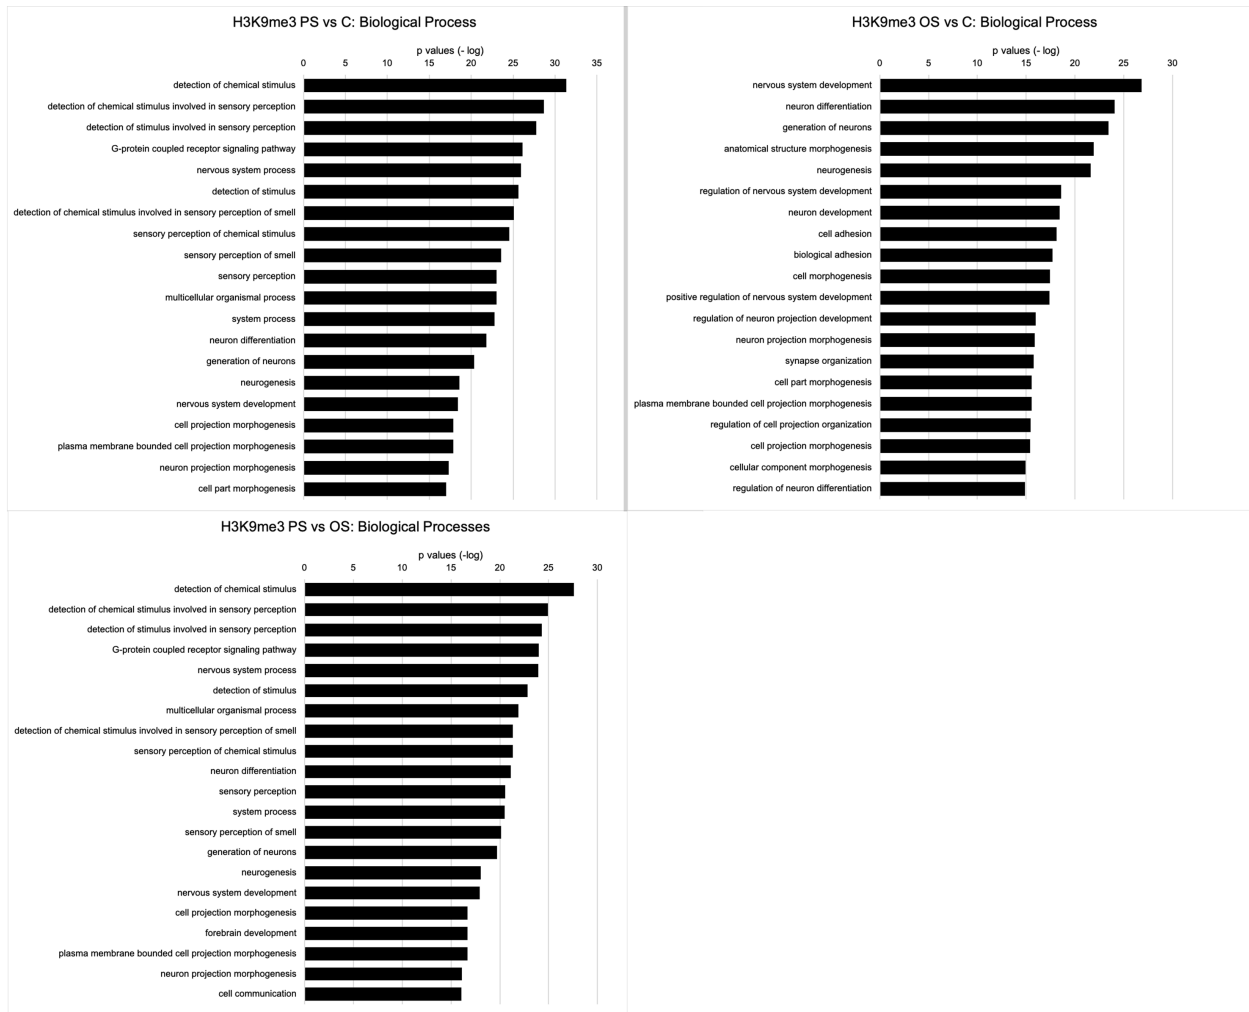 H3K9me3 PS vs C: Biological Process
p values (- log)
0 5 10 15 20 25 30 35
detection of chemical stimulus
detection of chemical stimulus involved in sensory perception
detection of stimulus involved in sensory perception
G-protein coupled receptor signaling pathway
nervous system process
detection of stimulus
detection of chemical stimulus involved in sensory perception of smell
sensory perception of chemical stimulus
sensory perception of smell
sensory perception
multicellular organismal process
system process
neuron differentiation
generation of neurons
neurogenesis
nervous system development
cell projection morphogenesis
plasma membrane bounded cell projection morphogenesis
neuron projection morphogenesis
cell part morphogenesis
H3K9me3 OS vs C: Biological Process
p values (- log)
0 5 10 15 20 25 30
nervous system development
neuron differentiation
generation of neurons
anatomical structure morphogenesis
neurogenesis
regulation of nervous system development
neuron development
cell adhesion
biological adhesion
cell morphogenesis
positive regulation of nervous system development
regulation of neuron projection development
neuron projection morphogenesis
synapse organization
cell part morphogenesis
plasma membrane bounded cell projection morphogenesis
regulation of cell projection organization
cell projection morphogenesis
cellular component morphogenesis
regulation of neuron differentiation
H3K9me3 PS vs OS: Biological Processes
p values (-log)
0 5 10 15 20 25 30
detection of chemical stimulus
detection of chemical stimulus involved in sensory perception
detection of stimulus involved in sensory perception
G-protein coupled receptor signaling pathway
nervous system process
detection of stimulus
multicellular organismal process
detection of chemical stimulus involved in sensory perception of smell
sensory perception of chemical stimulus
neuron differentiation
sensory perception
system process
sensory perception of smell
generation of neurons
neurogenesis
nervous system development
cell projection morphogenesis
forebrain development
plasma membrane bounded cell projection morphogenesis
neuron projection morphogenesis
cell communication